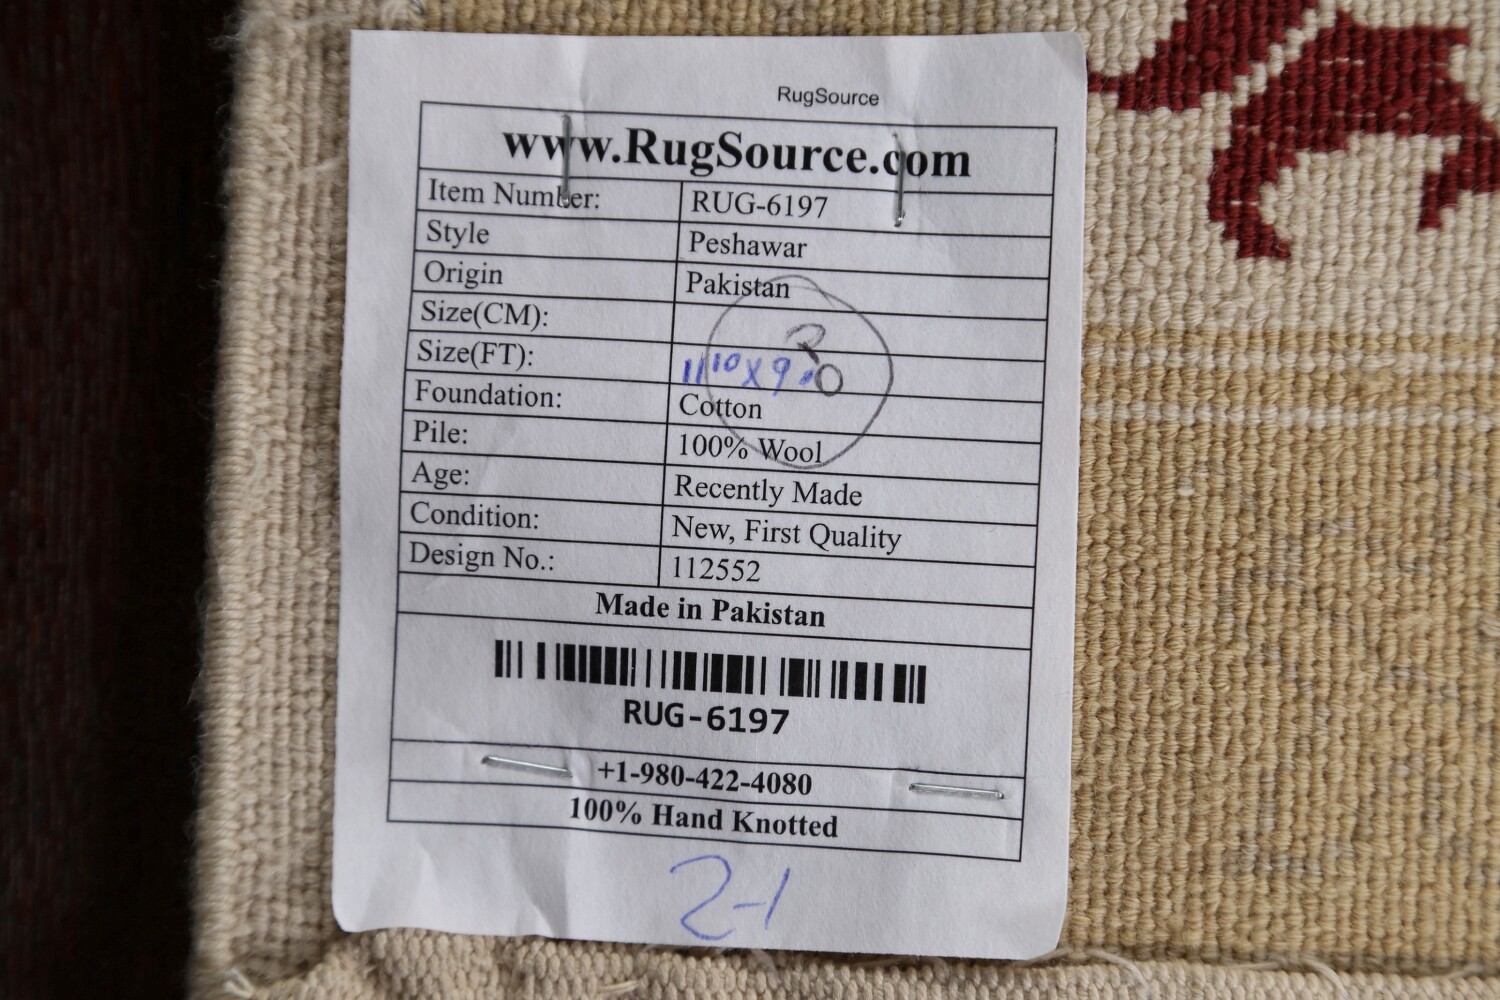 RugSource
www.RugSource.com
Item Number: RUG-6197
Style Peshawar
Origin Pakistan
Size(CM):
Size(FT): 11'10 X 9
Foundation: Cotton
Pile: 100% Wool
Age: Recently Made
Condition: New, First Quality
Design No.: 112552
Made in Pakistan
RUG-6197
+1-980-422-4080
100% Hand Knotted
2-1